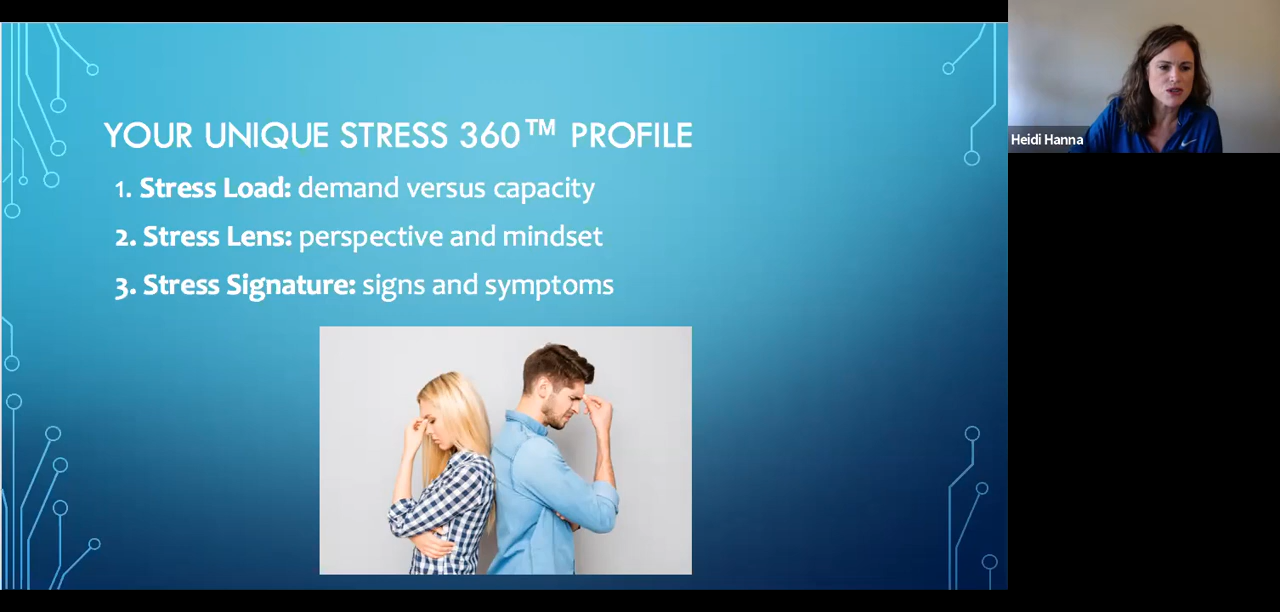 YOUR UNIQUE STRESS 360™ PROFILE
1. Stress Load: demand versus capacity
2. Stress Lens: perspective and mindset
3. Stress Signature: signs and symptoms
Heidi Hanna